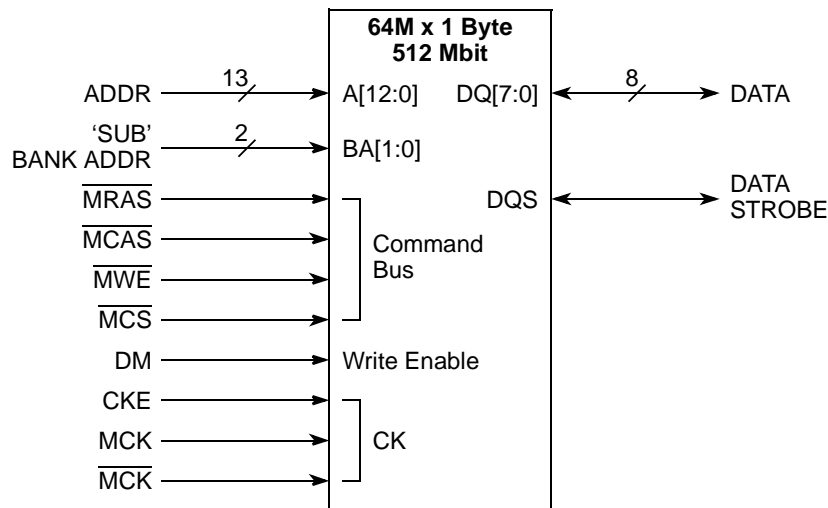 64M x 1 Byte
512 Mbit
ADDR 13 A[12:0] DQ[7:0] 8 DATA
'SUB'
BANK ADDR 2 BA[1:0]
MRAS DQS DATA
STROBE
MCAS Command
Bus
MWE
MCS
DM Write Enable
CKE
MCK CK
MCK